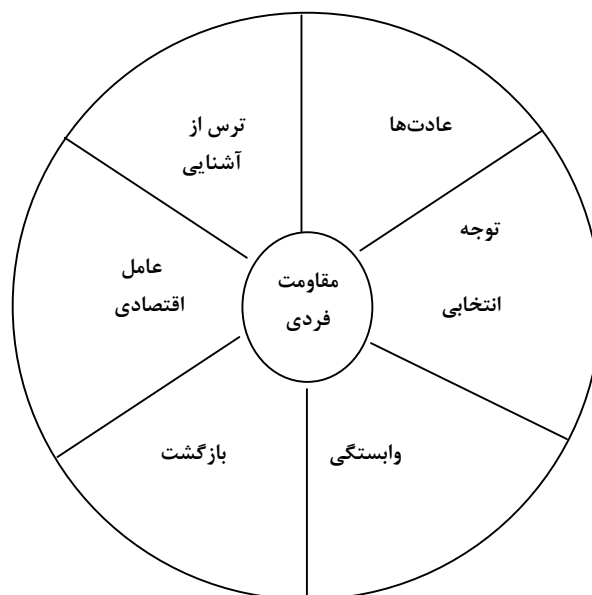 ترس از
آشنایی
عادت‌ها
توجه
انتخابی
عامل
اقتصادی
مقاومت
فردی
بازگشت
وابستگی